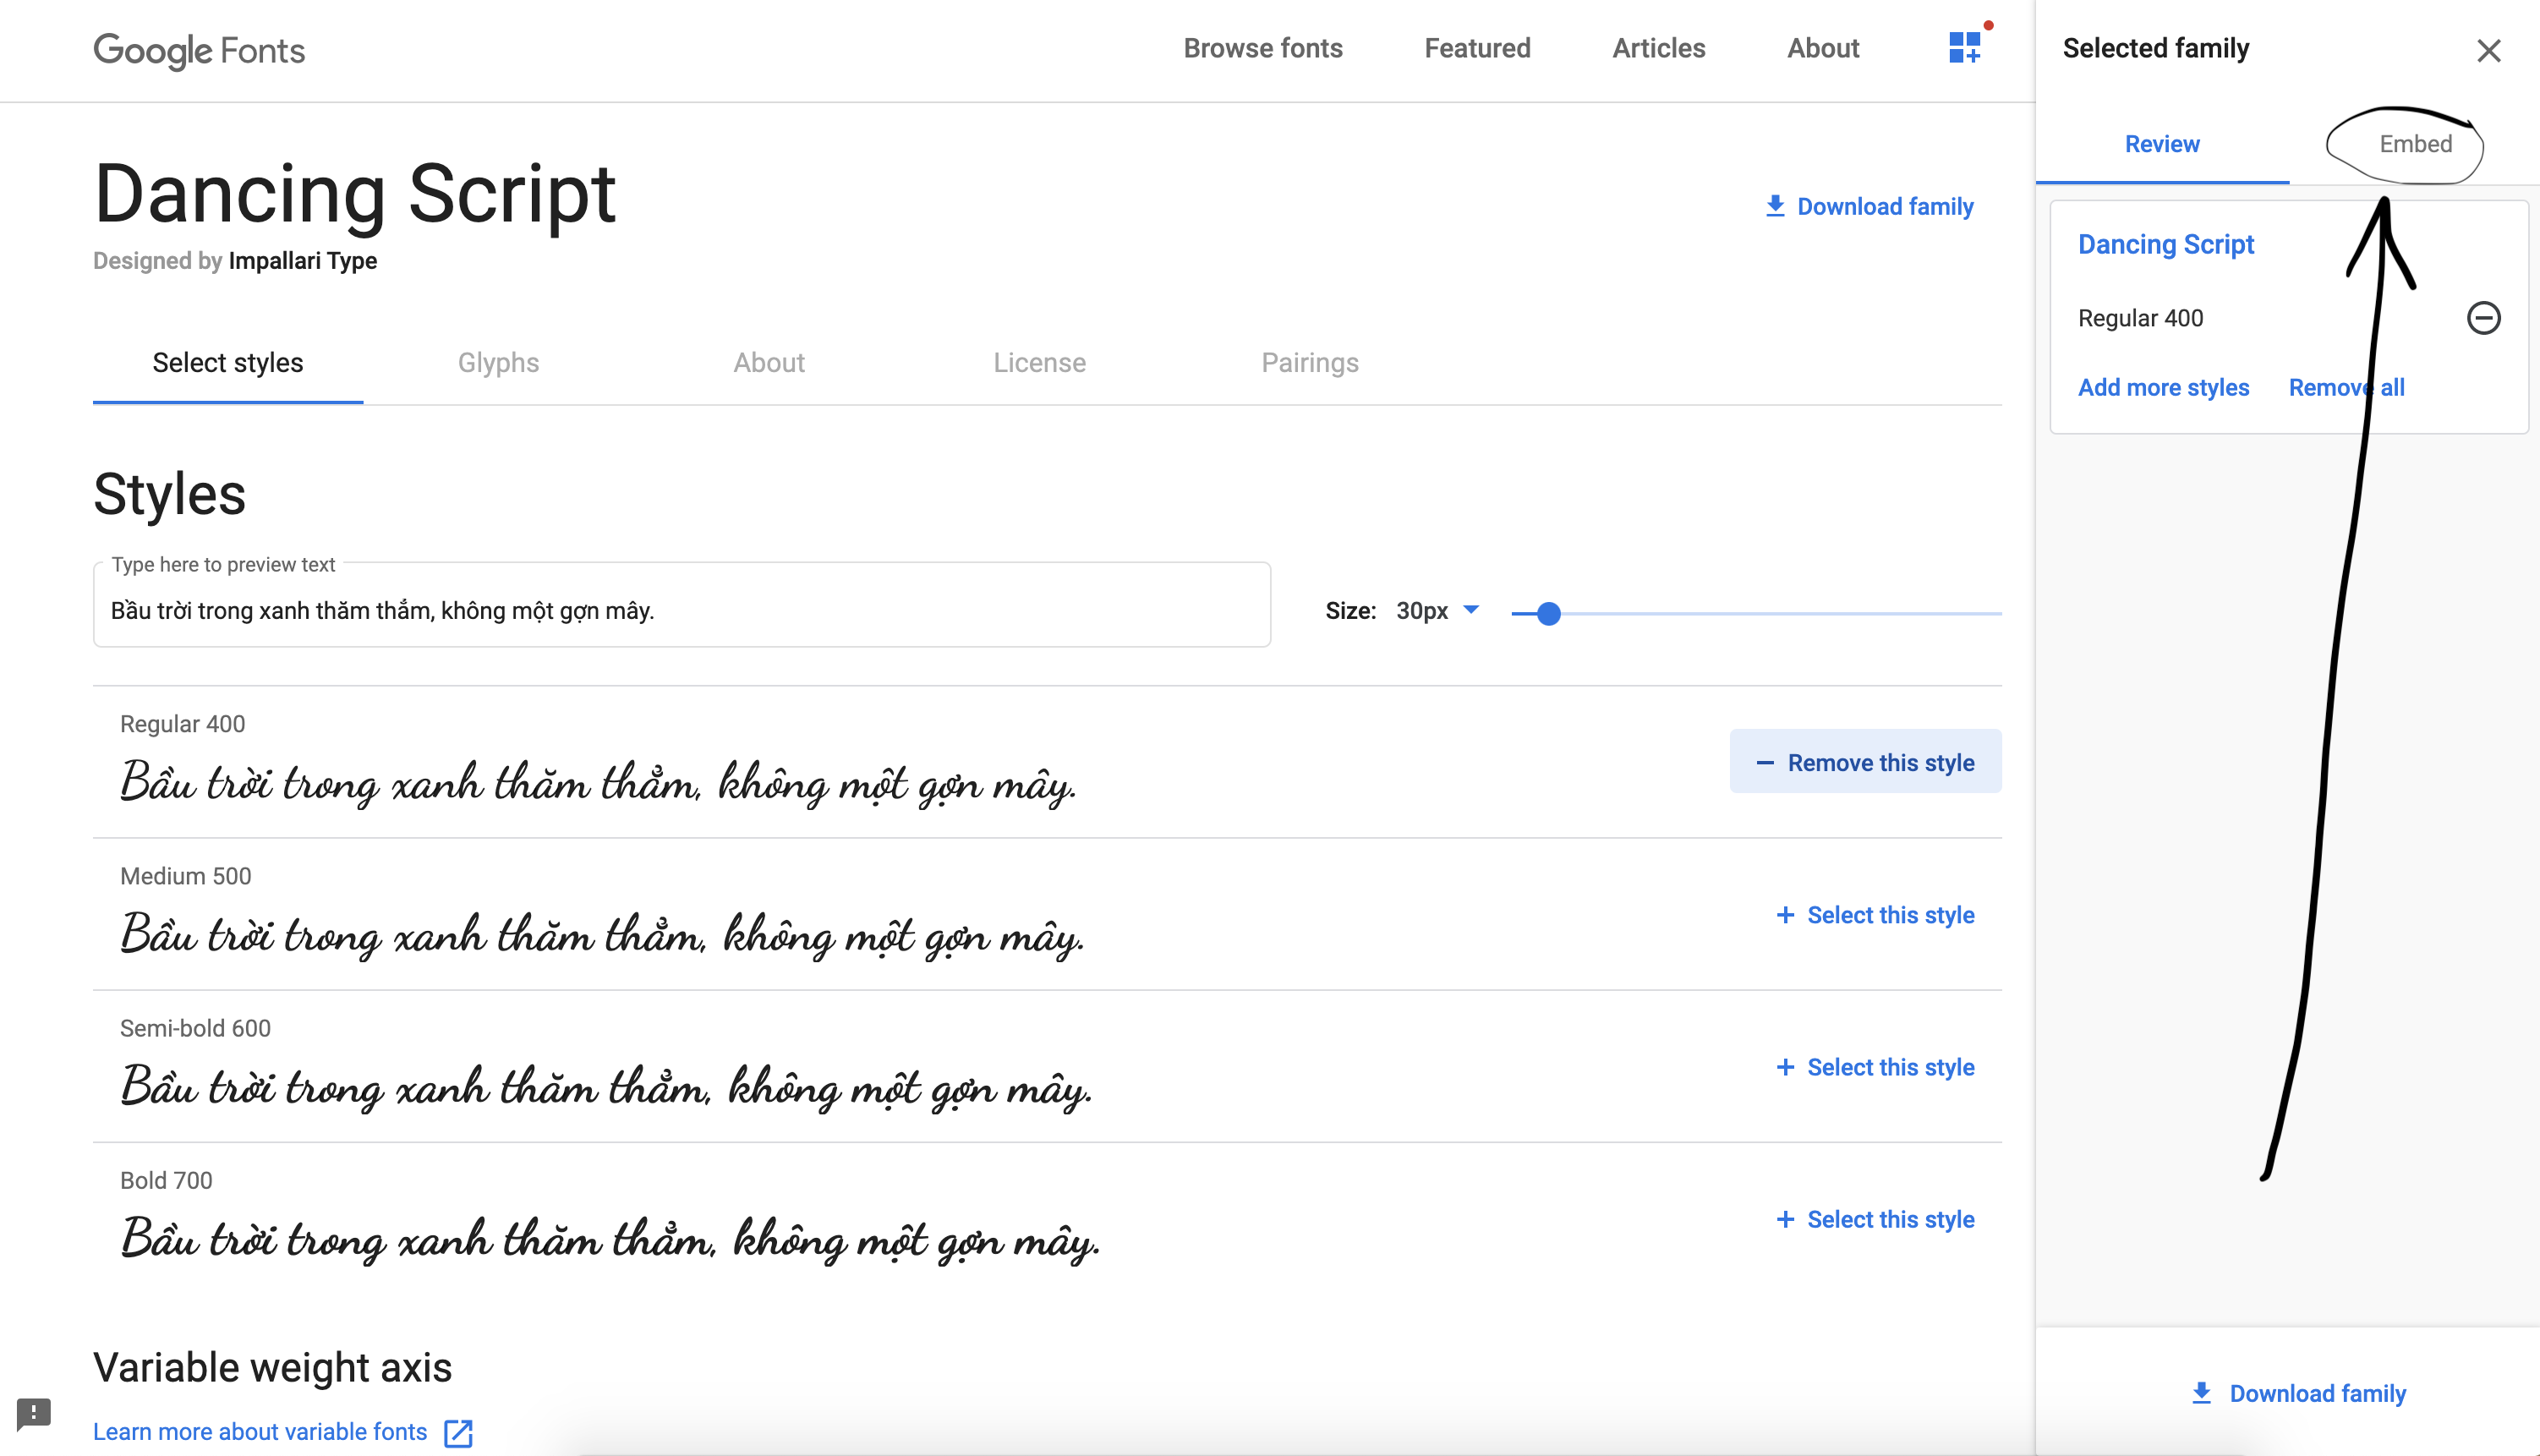 Google Fonts
Browse fonts Featured Articles About
Selected family
Review Embed
Dancing Script
Designed by Impallari Type
Download family
Dancing Script
Regular 400
Add more styles Remove all
Select styles Glyphs About License Pairings
Styles
Type here to preview text
Bầu trời trong xanh thăm thẳm, không một gợn mây.
Size: 30px
Regular 400
Bầu trời trong xanh thăm thẳm, không một gợn mây.
Remove this style
Medium 500
Bầu trời trong xanh thăm thẳm, không một gợn mây.
Select this style
Semi-bold 600
Bầu trời trong xanh thăm thẳm, không một gợn mây.
Select this style
Bold 700
Bầu trời trong xanh thăm thẳm, không một gợn mây.
Select this style
Variable weight axis
Learn more about variable fonts
Download family